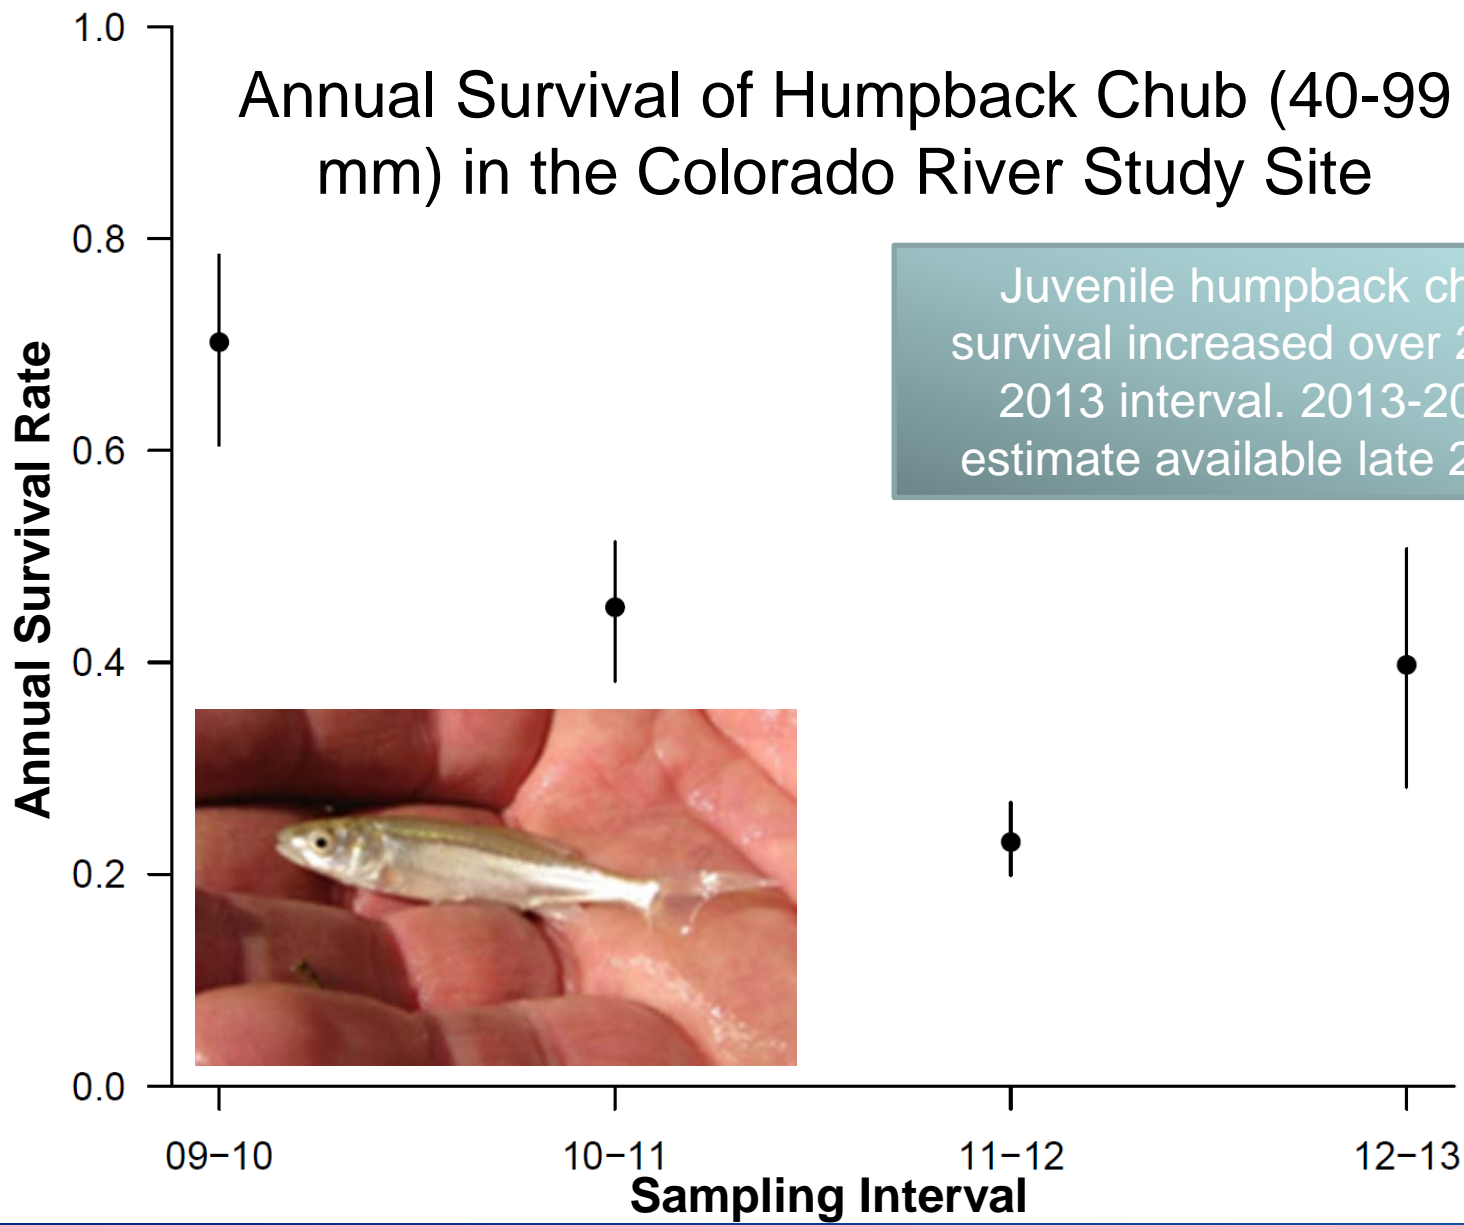 Annual Survival of Humpback Chub (40-99
mm) in the Colorado River Study Site
Juvenile humpback
survival increased over
2013 interval.
estimate available late
Annual Survival Rate
1.0
0.8
0.6
0.4
0.2
0.0
09−10
10−11
11−12
12−13
Sampling Interval